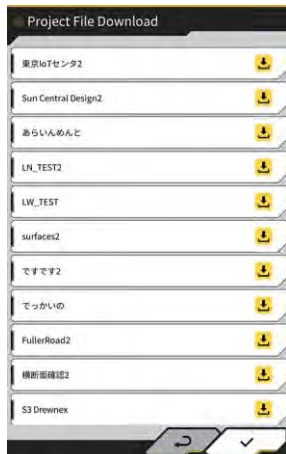 Project File Download
東京IoTセンタ2
Sun Central Design2
あらいんめんと
LN_TEST2
LW_TEST
surfaces2
ですです2
でっかいの
FullerRoad2
横断面確認2
S3 Drewnex